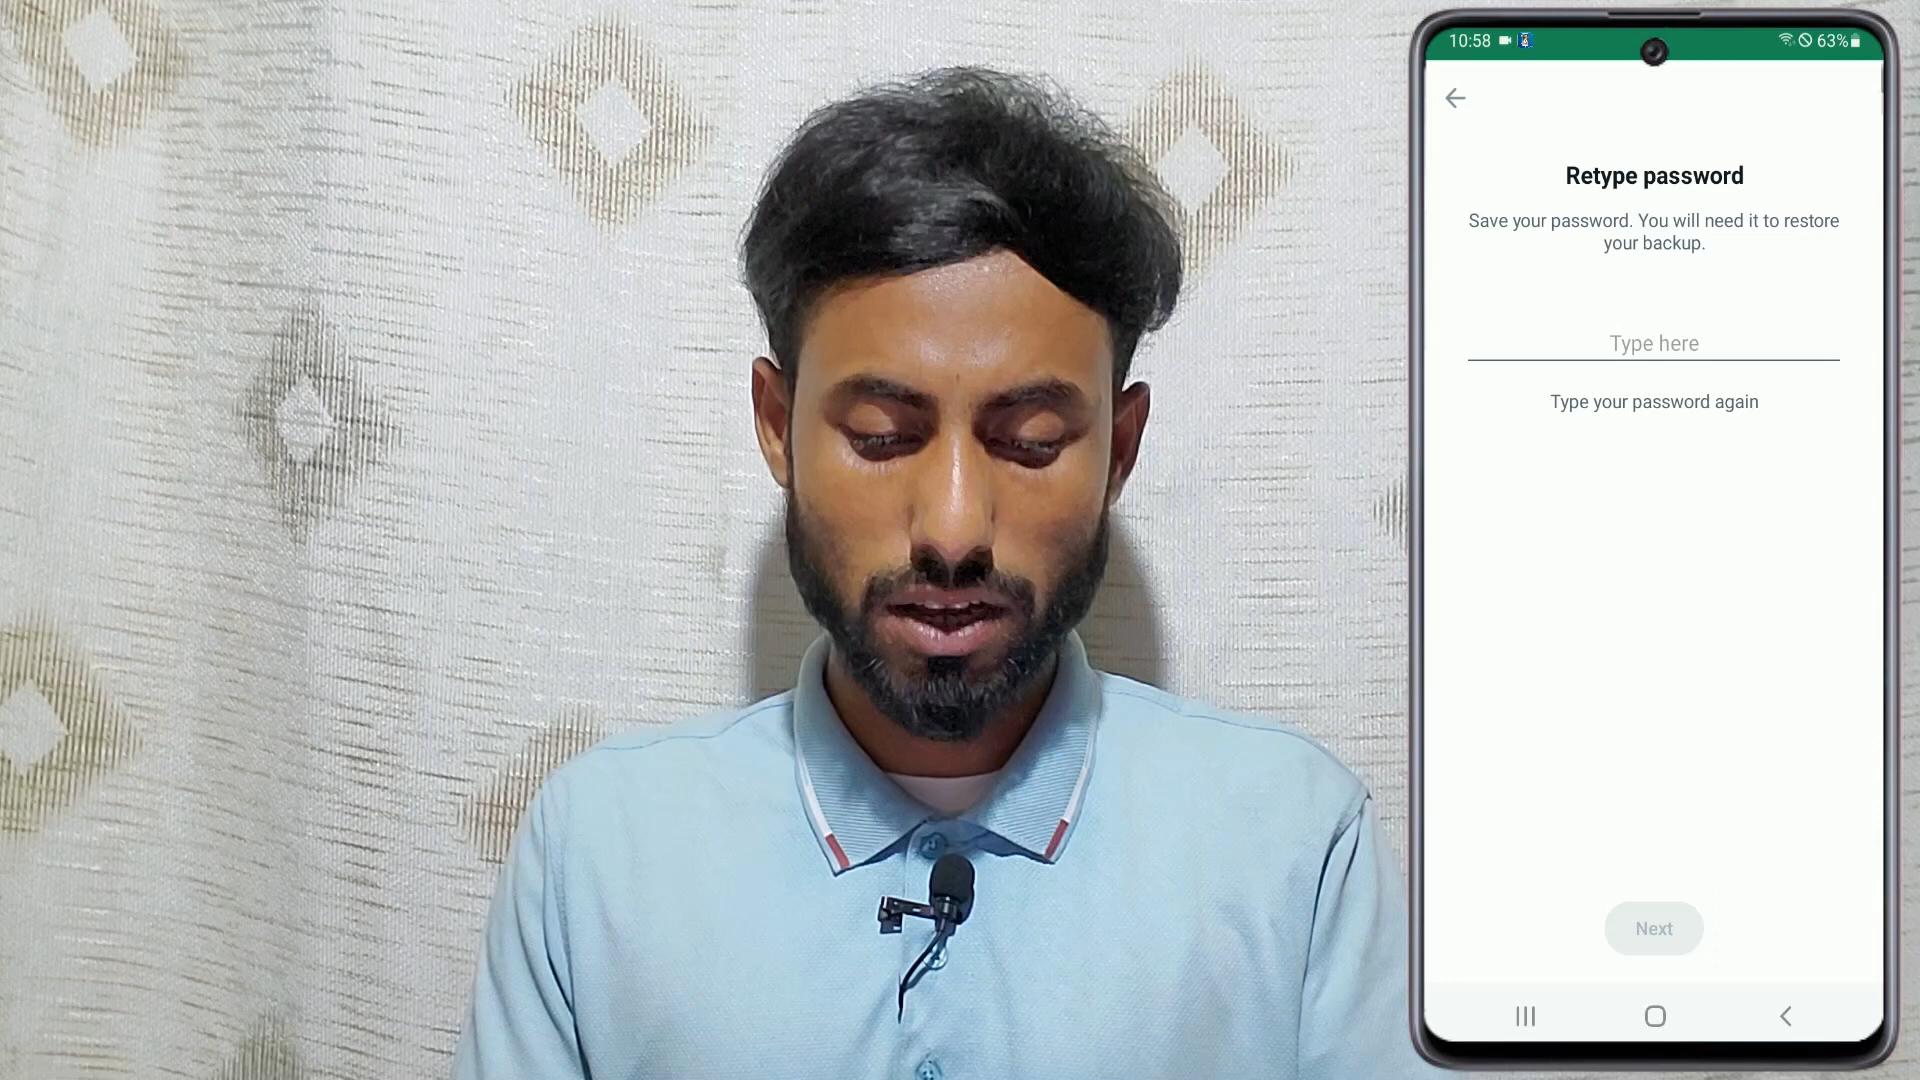 10:58
63%
Retype password
Save your password. You will need it to restore
your backup.
Type here
Type your password again
Next